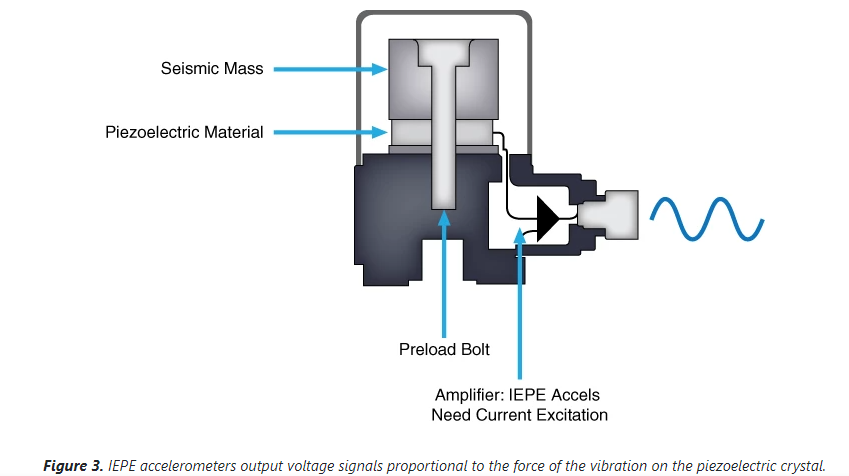 Seismic Mass
Piezoelectric Material
Preload Bolt
Amplifier: IEPE Accels
Need Current Excitation
Figure 3. IEPE accelerometers output voltage signals proportional to the force of the vibration on the piezoelectric crystal.